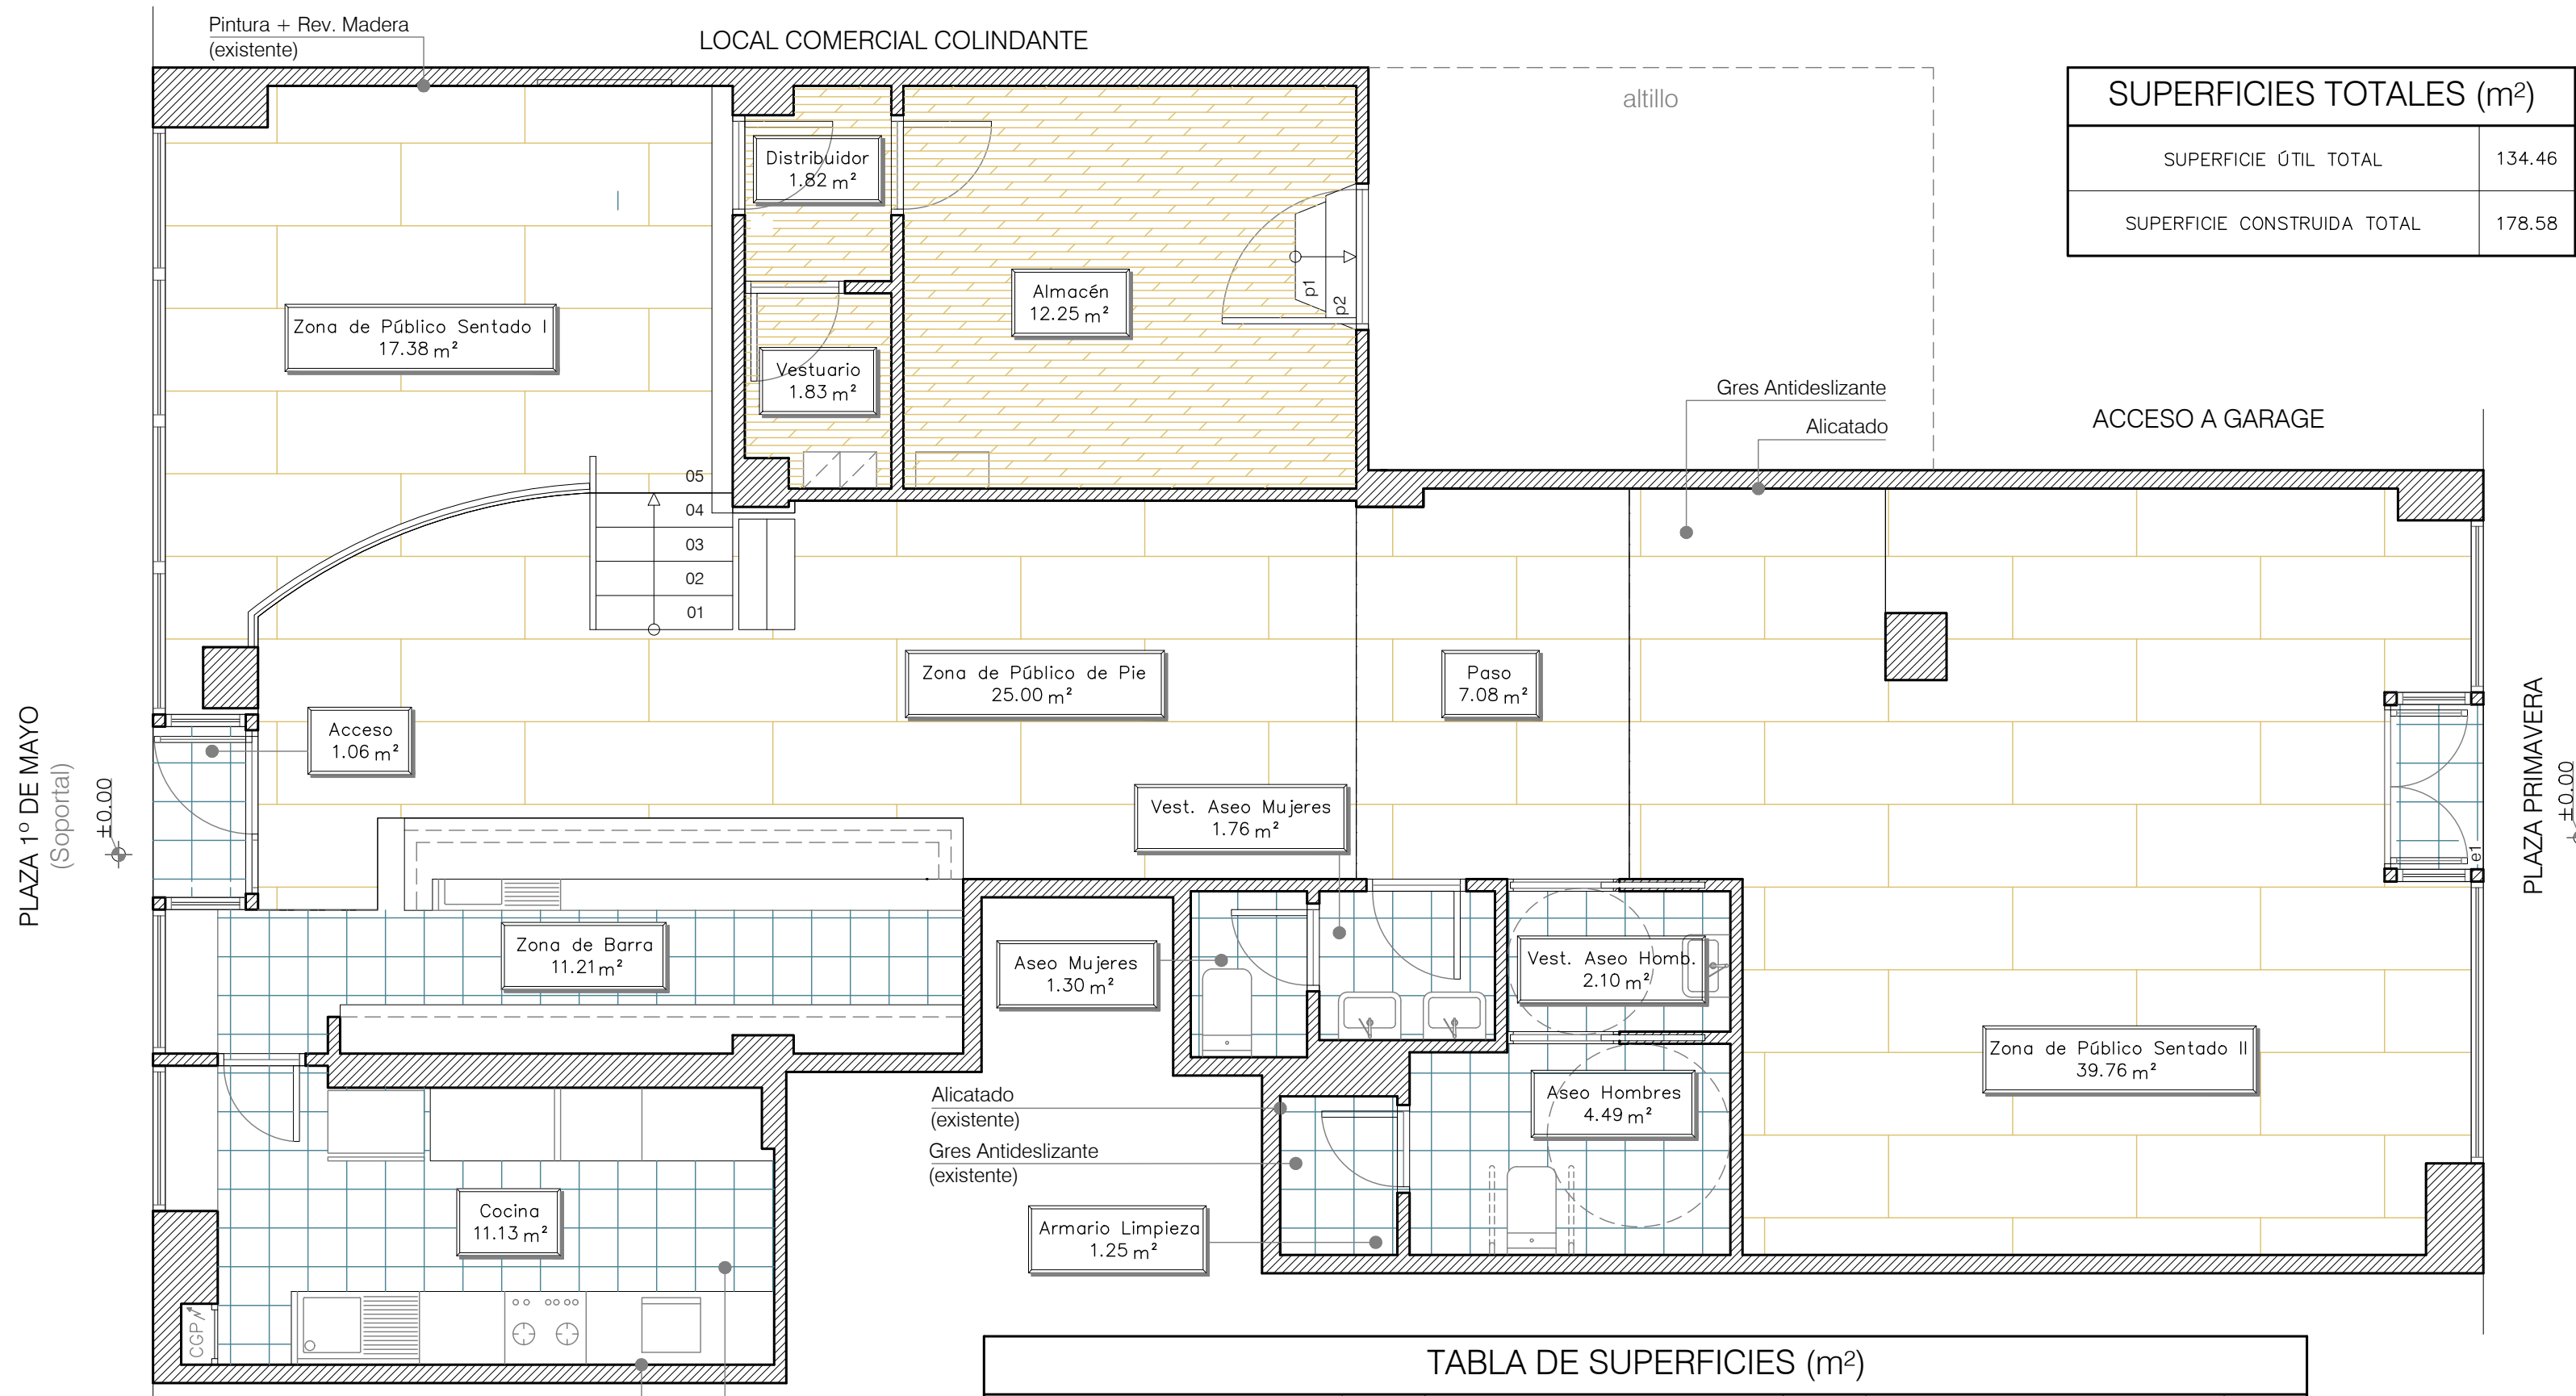 Pintura + Rev. Madera
(existente)
LOCAL COMERCIAL COLINDANTE
altillo
SUPERFICIES TOTALES (m²)
SUPERFICIE ÚTIL TOTAL 134.46
SUPERFICIE CONSTRUIDA TOTAL 178.58
Distribuidor
1.82 m²
Almacén
12.25 m²
p1
p2
Zona de Público Sentado I
17.38 m²
Vestuario
1.83 m²
Gres Antideslizante
Alicatado
ACCESO A GARAGE
05
04
03
02
01
Zona de Público de Pie
25.00 m²
Paso
7.08 m²
PLAZA 1º DE MAYO
(Soportal)
±0.00
Acceso
1.06 m²
Vest. Aseo Mujeres
1.76 m²
e1
PLAZA PRIMAVERA
±0.00
Zona de Barra
11.21 m²
Aseo Mujeres
1.30 m²
Vest. Aseo Homb.
2.10 m²
Zona de Público Sentado II
39.76 m²
Alicatado
(existente)
Gres Antideslizante
(existente)
Aseo Hombres
4.49 m²
Cocina
11.13 m²
Armario Limpieza
1.25 m²
CGP
TABLA DE SUPERFICIES (m²)